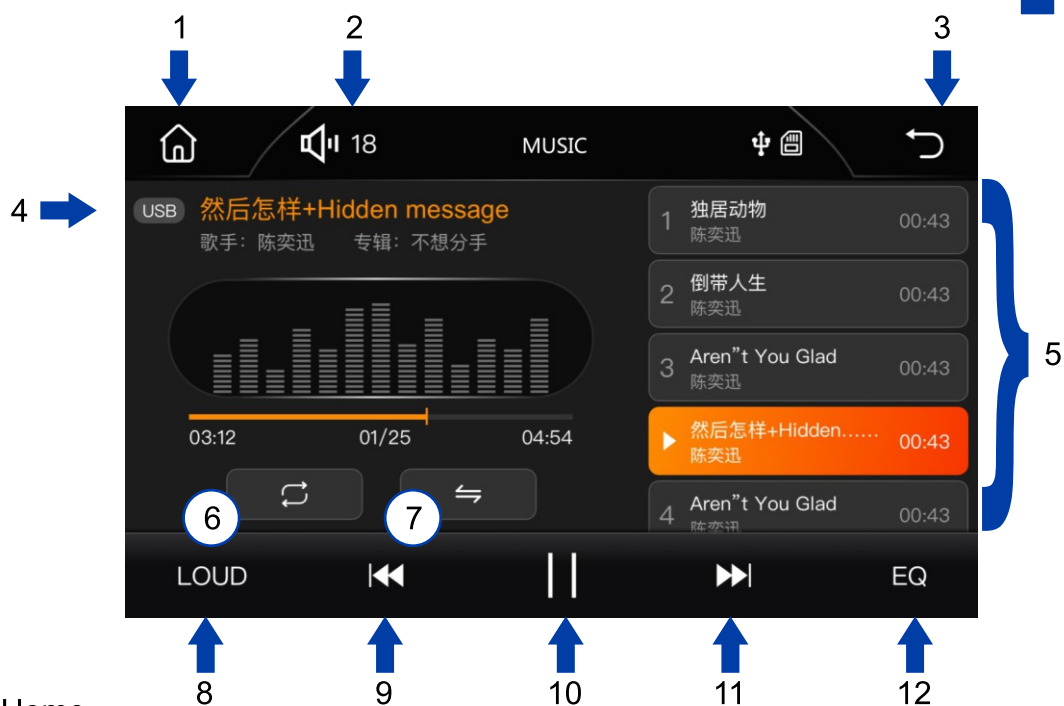 1
2
3
18
MUSIC
4
USB
然后怎样+Hidden message
歌手：陈奕迅 专辑：不想分手
1 独居动物 00:43
陈奕迅
2 倒带人生 00:43
陈奕迅
3 Aren”t You Glad 00:43
陈奕迅
然后怎样+Hidden…… 00:43
陈奕迅
4 Aren”t You Glad 00:43
陈奕迅
5
03:12
01/25
04:54
6
7
LOUD
EQ
8
9
10
11
12